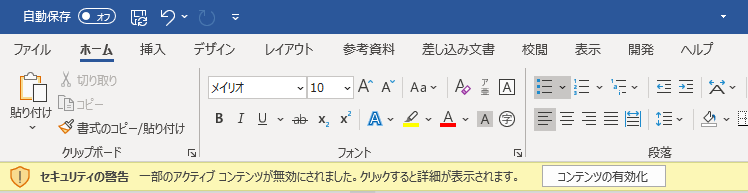 自動保存 オフ
ファイル ホーム 挿入 デザイン レイアウト 参考資料 差し込み文書 校閲 表示 開発 ヘルプ
貼り付け
切り取り
コピー
書式のコピー/貼り付け
クリップボード
メイリオ 10 A A Aa A ア亜 A
B I U ab x₂ x² A A A 字
フォント
段落
セキュリティの警告 一部のアクティブ コンテンツが無効にされました。クリックすると詳細が表示されます。 コンテンツの有効化